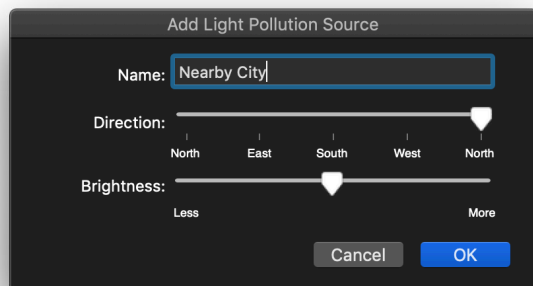 Add Light Pollution Source
Name: Nearby City
Direction:
North East South West North
Brightness:
Less More
Cancel OK